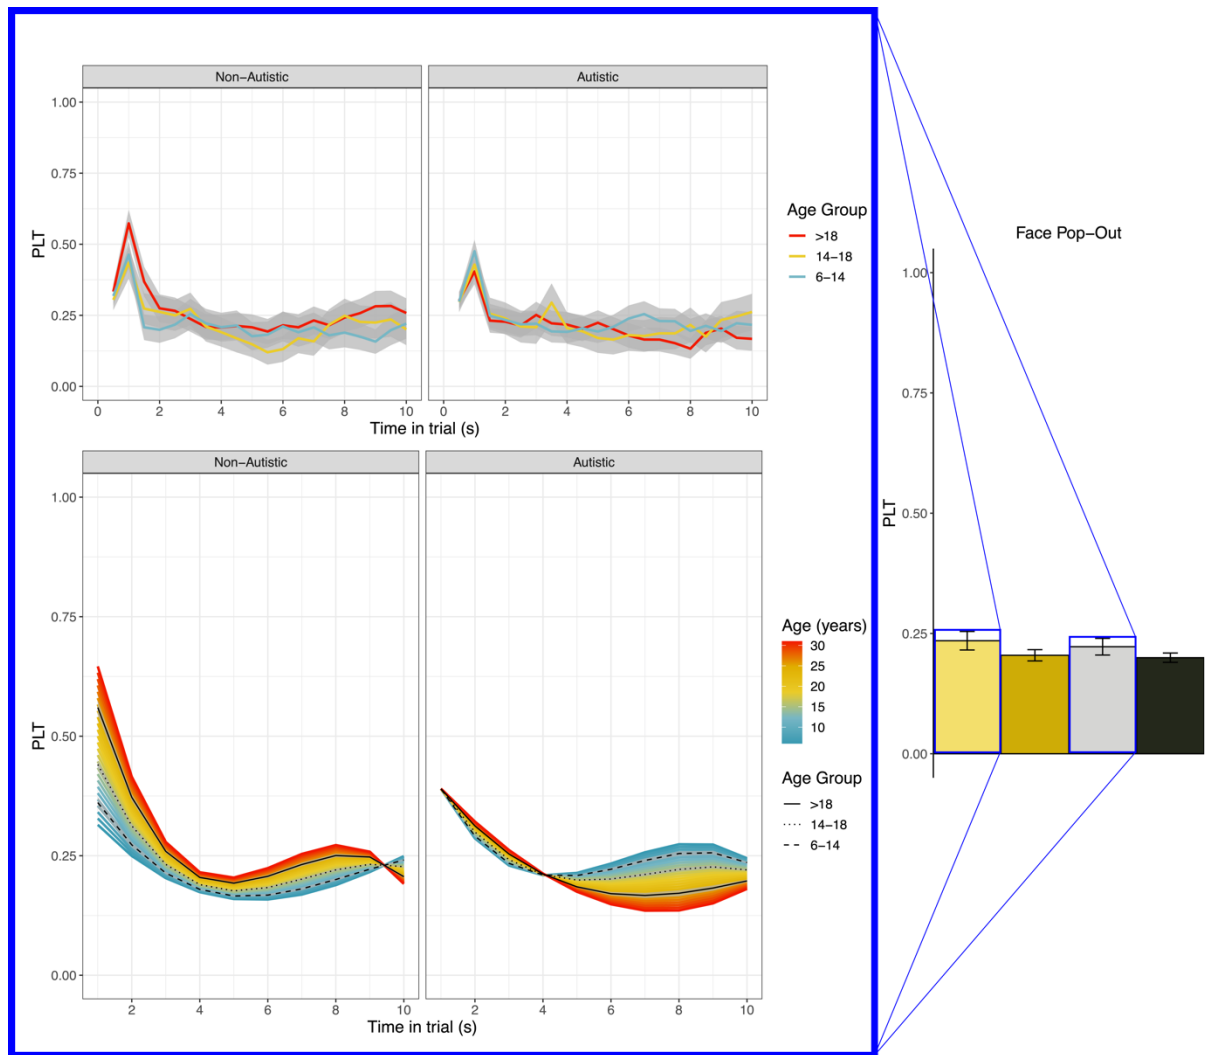 Non−Autistic
Autistic
1.00
0.75
0.50
0.25
0.00
PLT
0 2 4 6 8 10
0 2 4 6 8 10
Time in trial (s)
Age Group
>18
14−18
6−14
Non−Autistic
Autistic
1.00
0.75
0.50
0.25
0.00
PLT
2 4 6 8 10
2 4 6 8 10
Time in trial (s)
Age (years)
30
25
20
15
10
Age Group
>18
14−18
6−14
Face Pop−Out
1.00
0.75
0.50
0.25
0.00
PLT